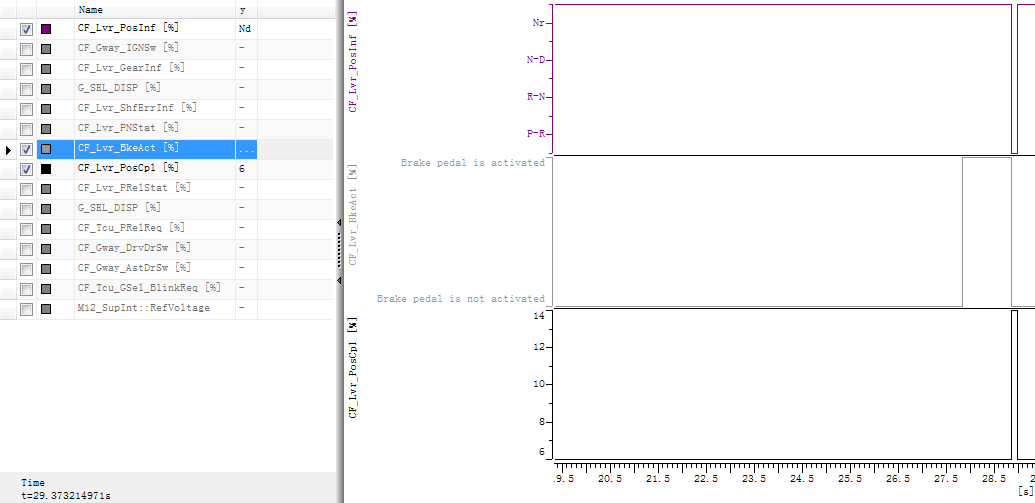 Name y
CF_Lvr_PosInf [%] Nd
CF_Gway_IGNSw [%] -
CF_Lvr_GearInf [%] -
G_SEL_DISP [%] -
CF_Lvr_ShfErrInf [%] -
CF_Lvr_PNStat [%] -
CF_Lvr_BkeAct [%] ...
CF_Lvr_PosCpl [%] 6
CF_Lvr_PRelStat [%] -
G_SEL_DISP [%] -
CF_Tcu_PRelReq [%] -
CF_Gway_DrvDrSw [%] -
CF_Gway_AstDrSw [%] -
CF_Tcu_GSel_BlinkReq [%] -
M12_SupInt::RefVoltage -
Time
t=29.373214971s
CF_Lvr_PosInf [%]
Nr
N-D
R-N
P-R
CF_Lvr_BkeAct [%]
Brake pedal is activated
Brake pedal is not activated
CF_Lvr_PosCpl [%]
14
12
10
8
6
.9.5 20.5 21.5 22.5 23.5 24.5 25.5 26.5 27.5 28.5 2
[s]